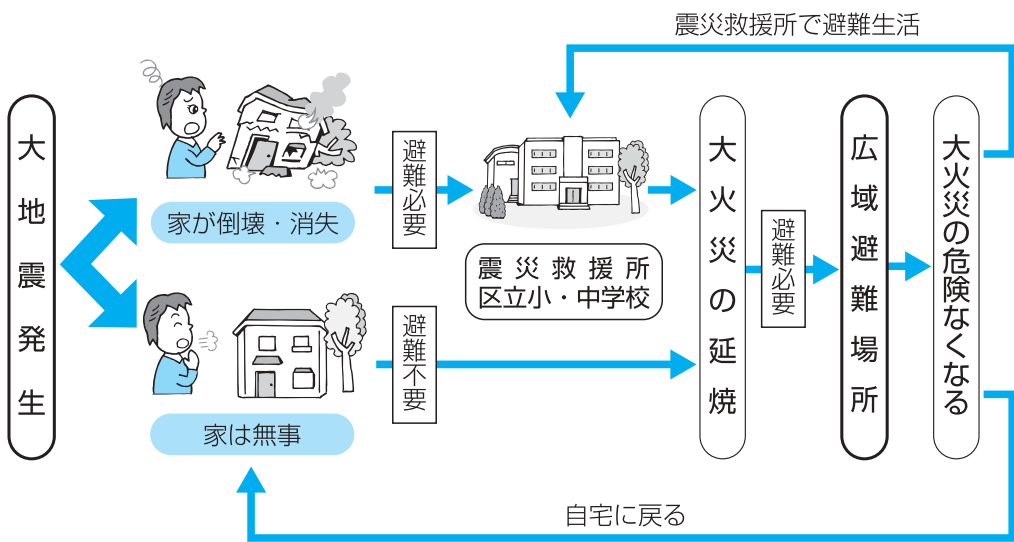 震災救援所で避難生活
大地震発生
家が倒壊・消失
避難必要
震災救援所
区立小・中学校
家は無事
避難不要
大火災の延焼
避難必要
広域避難場所
大火災の危険なくなる
自宅に戻る